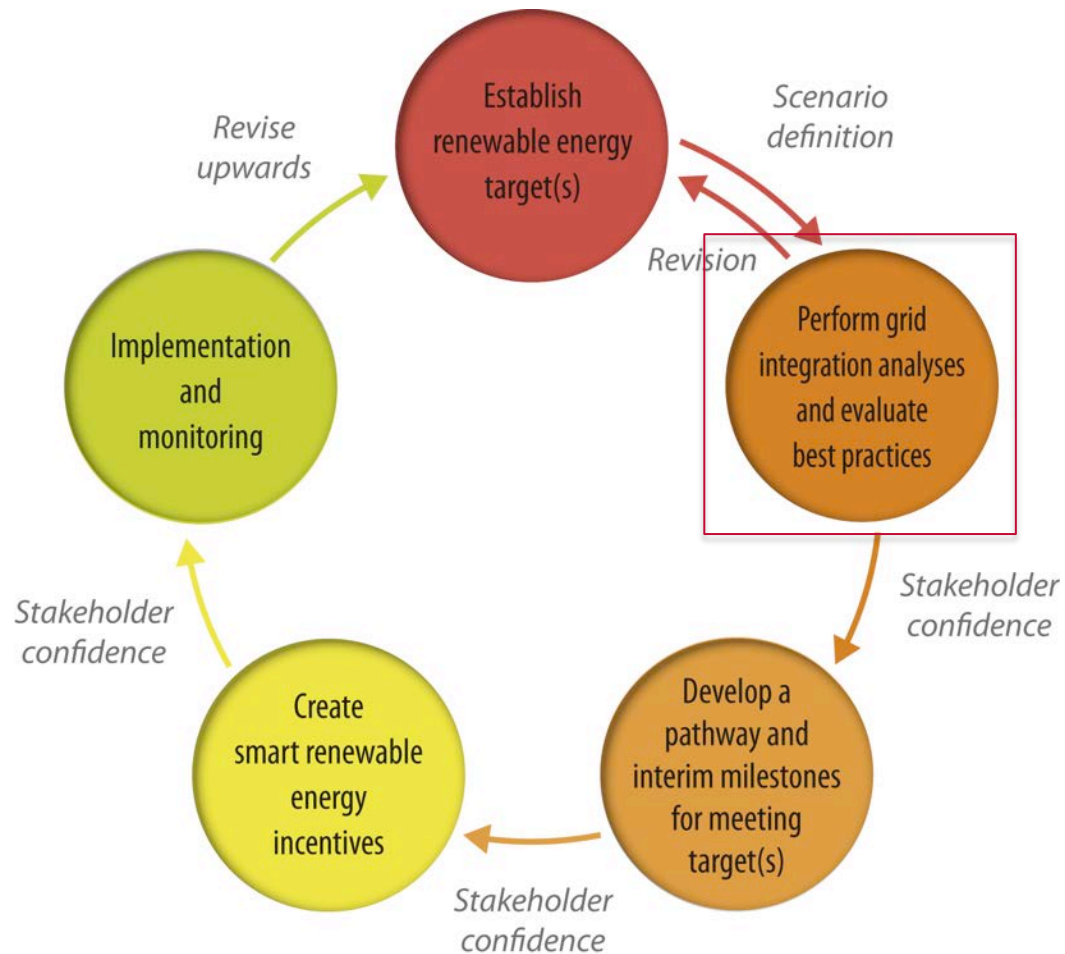 Establish
renewable energy
target(s)
Scenario
definition
Revision
Perform grid
integration analyses
and evaluate
best practices
Stakeholder
confidence
Develop a
pathway and
interim milestones
for meeting
target(s)
Stakeholder
confidence
Create
smart renewable
energy
incentives
Stakeholder
confidence
Implementation
and
monitoring
Revise
upwards